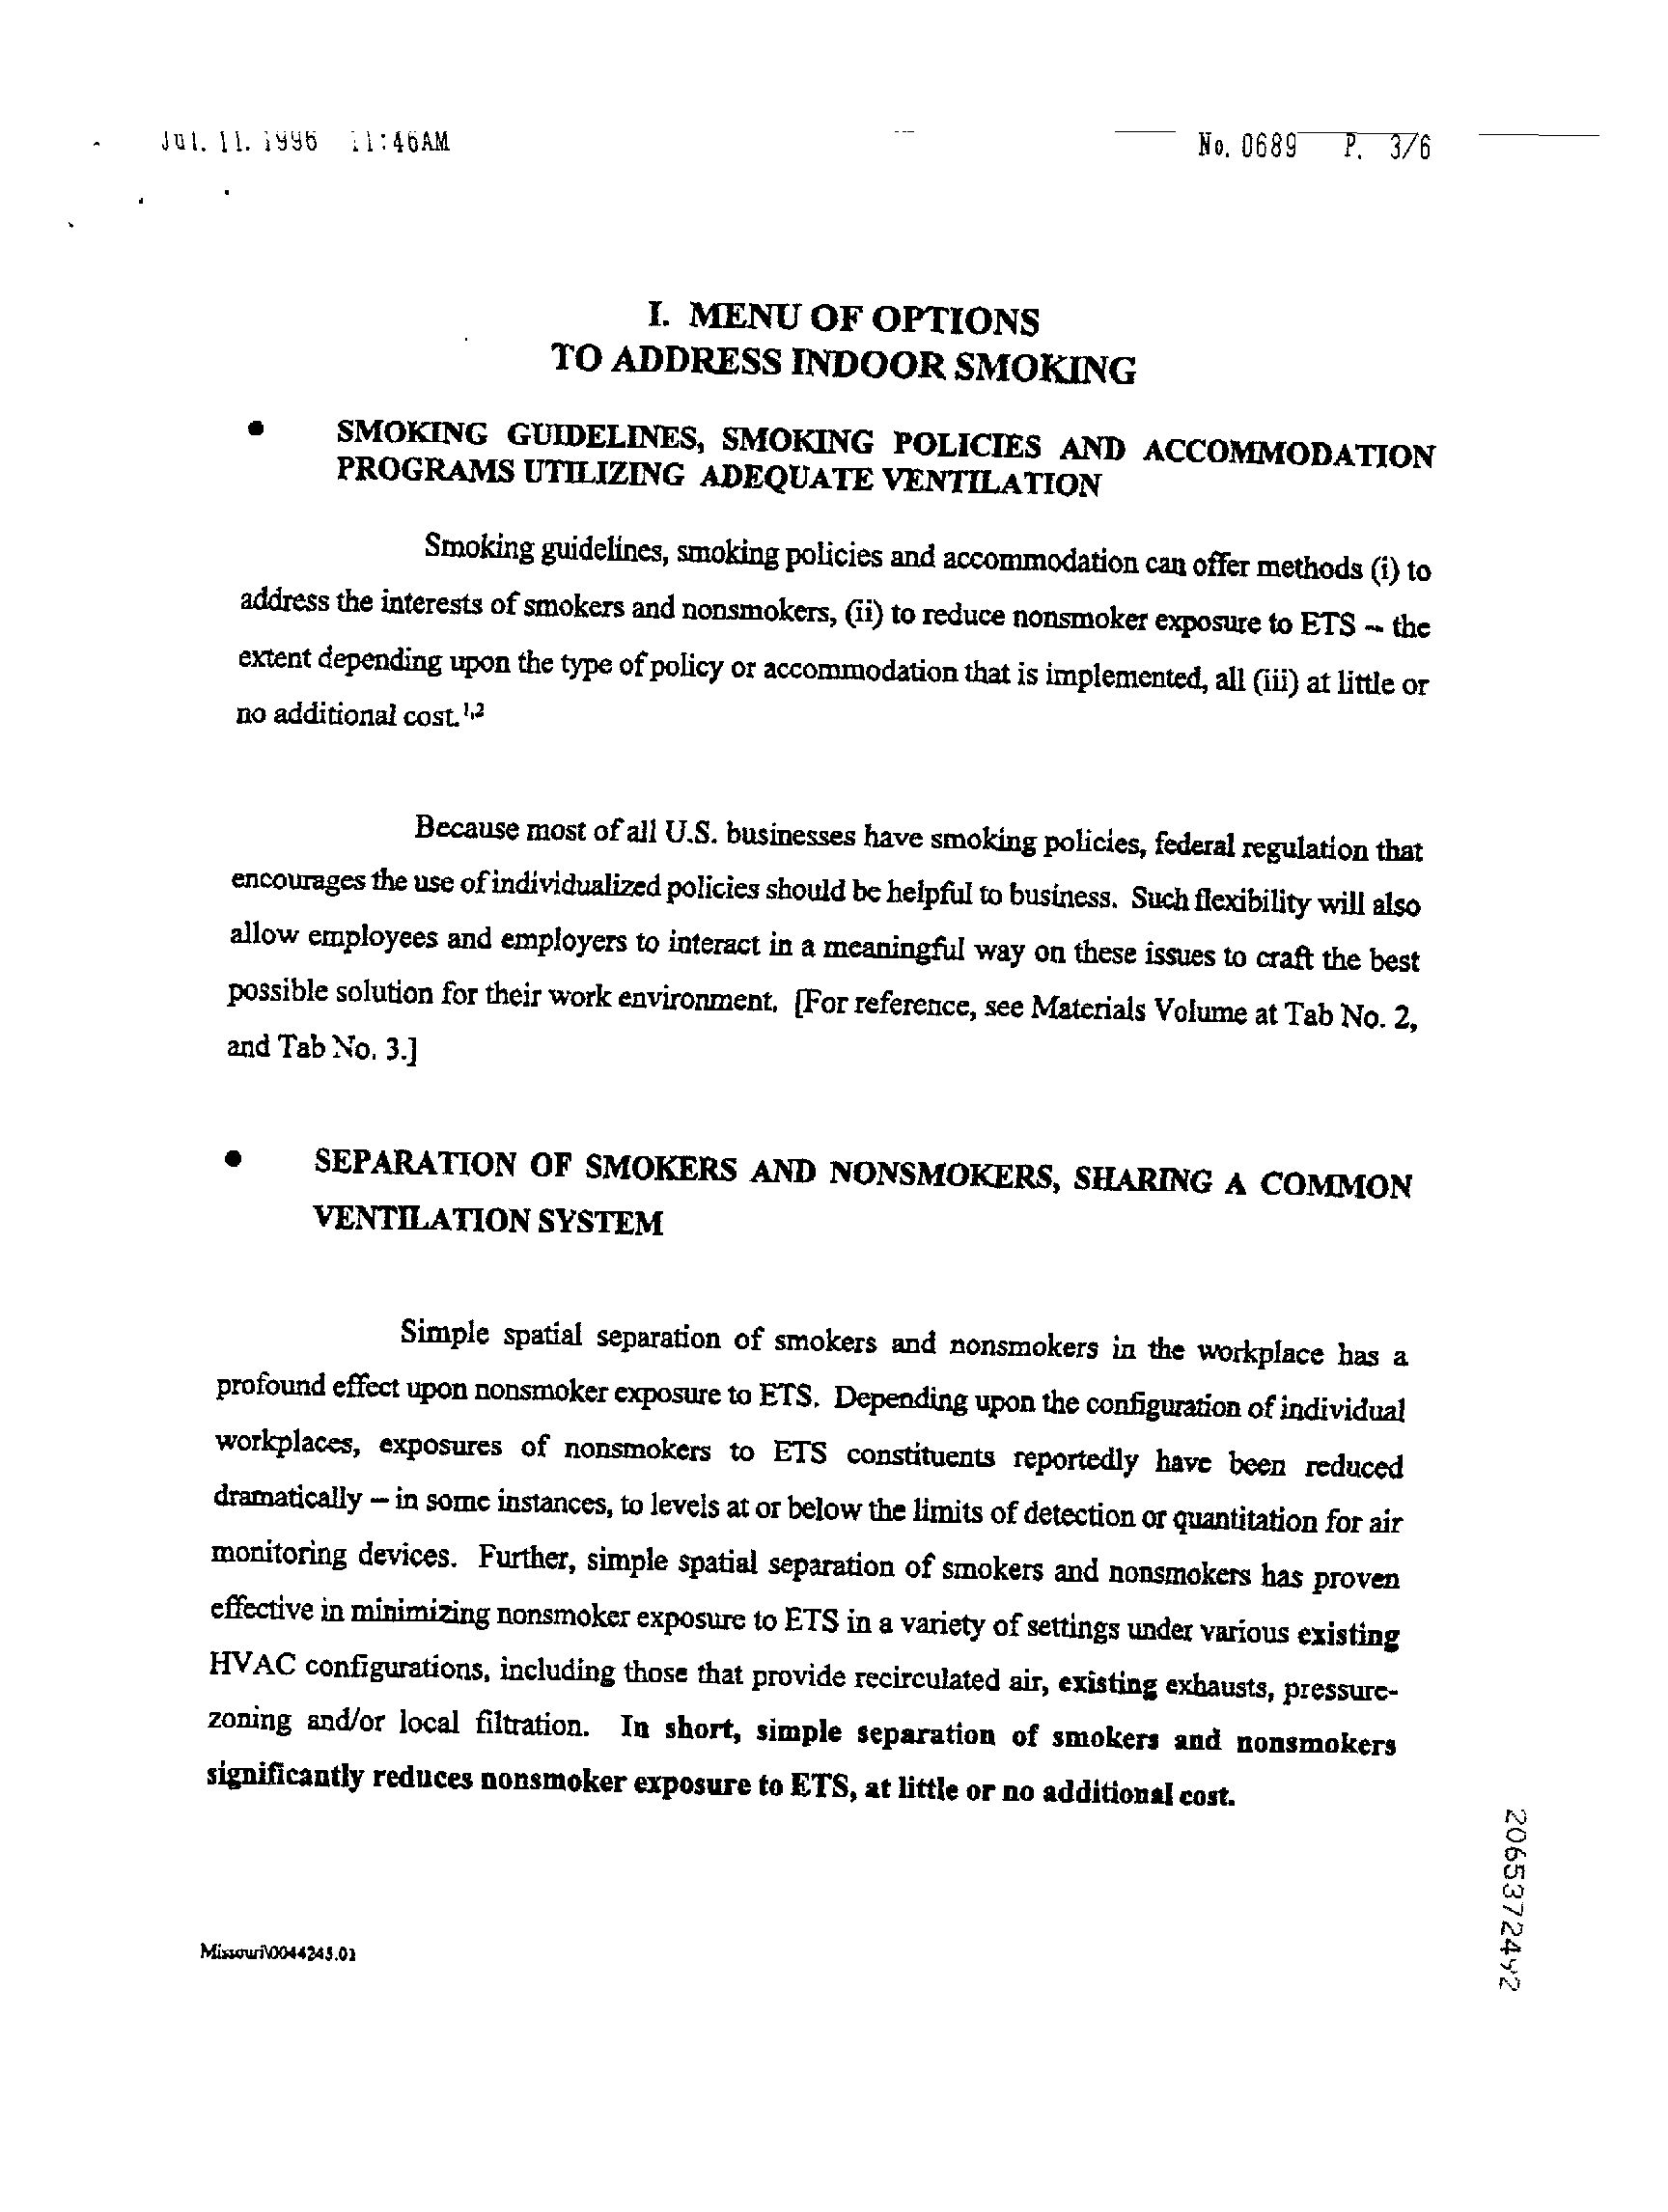 Jul. 11. 1996 11:46AM No. 0689 P. 3/6
I. MENU OF OPTIONS
TO ADDRESS INDOOR SMOKING
• SMOKING GUIDELINES, SMOKING POLICIES AND ACCOMMODATION
PROGRAMS UTILIZING ADEQUATE VENTILATION
Smoking guidelines, smoking policies and accommodation can offer methods (i) to
address the interests of smokers and nonsmokers, (ii) to reduce nonsmoker exposure to ETS -- the
extent depending upon the type of policy or accommodation that is implemented, all (iii) at little or
no additional cost.1,2
Because most of all U.S. businesses have smoking policies, federal regulation that
encourages the use of individualized policies should be helpful to business. Such flexibility will also
allow employees and employers to interact in a meaningful way on these issues to craft the best
possible solution for their work environment. [For reference, see Materials Volume at Tab No. 2,
and Tab No. 3.]
• SEPARATION OF SMOKERS AND NONSMOKERS, SHARING A COMMON
VENTILATION SYSTEM
Simple spatial separation of smokers and nonsmokers in the workplace has a
profound effect upon nonsmoker exposure to ETS. Depending upon the configuration of individual
workplaces, exposures of nonsmokers to ETS constituents reportedly have been reduced
dramatically – in some instances, to levels at or below the limits of detection or quantitation for air
monitoring devices. Further, simple spatial separation of smokers and nonsmokers has proven
effective in minimizing nonsmoker exposure to ETS in a variety of settings under various existing
HVAC configurations, including those that provide recirculated air, existing exhausts, pressure-
zoning and/or local filtration. In short, simple separation of smokers and nonsmokers
significantly reduces nonsmoker exposure to ETS, at little or no additional cost.
Missouri\0044245.01